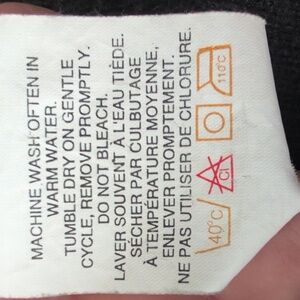 MACHINE WASH OFTEN IN
WARM WATER.
TUMBLE DRY ON GENTLE
CYCLE, REMOVE PROMPTLY.
DO NOT BLEACH.
LAVER SOUVENT À L'EAU TIÈDE.
SÉCHER PAR CULBUTAGE
À TEMPÉRATURE MOYENNE,
ENLEVER PROMPTEMENT.
NE PAS UTILISER DE CHLORURE.
40°C CL 110°C